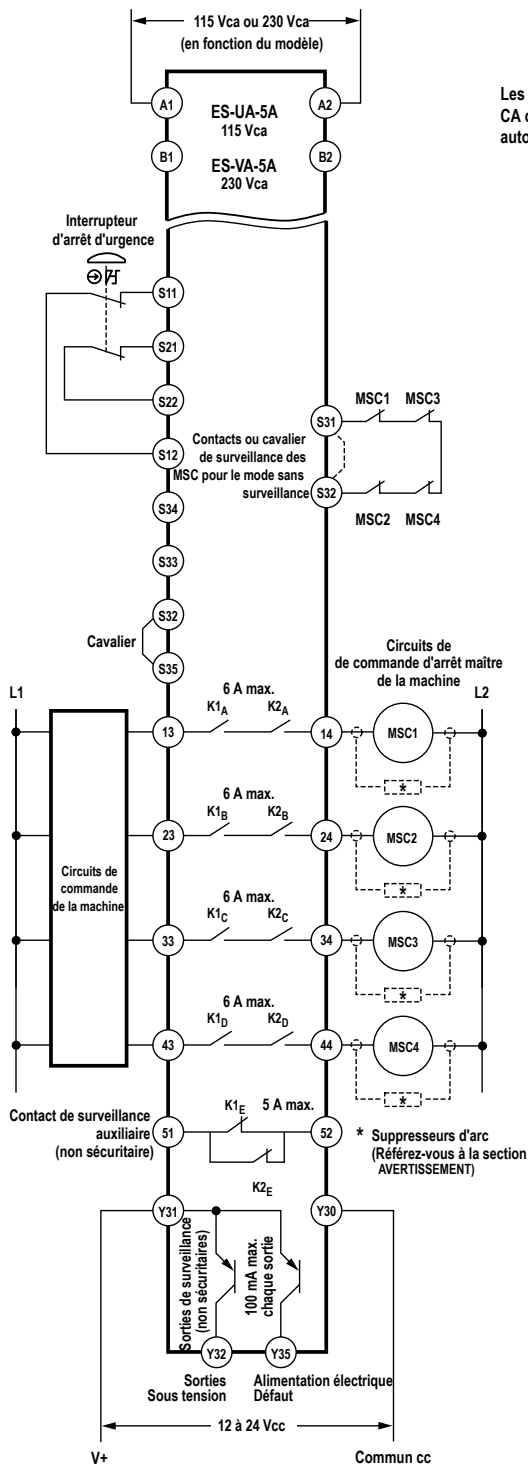 115 Vca ou 230 Vca
(en fonction du modèle)
A1
ES-UA-5A
115 Vca
A2
B1
ES-VA-5A
230 Vca
B2
Les
CA
auto
Interrupteur
d'arrêt d'urgence
S11
S21
S22
S12
S34
S33
S32
S35
Cavalier
Contacts ou cavalier
de surveillance des
MSC pour le mode sans
surveillance
S31
S32
MSC1
MSC3
MSC2
MSC4
Circuits de
de commande d'arrêt maître
de la machine
L1
L2
Circuits de
commande
de la machine
6 A max.
13
K1A
K2A
14
MSC1
*
6 A max.
23
K1B
K2B
24
MSC2
*
6 A max.
33
K1C
K2C
34
MSC3
*
6 A max.
43
K1D
K2D
44
MSC4
*
Contact de surveillance
auxiliaire
(non sécuritaire)
51
K1E
5 A max.
52
K2E
* Suppresseurs d'arc
(Référez-vous à la section
AVERTISSEMENT)
Y31
Y30
Sorties de surveillance
(non sécuritaires)
100 mA max.
chaque sortie
Y32
Y35
Sorties
Sous tension
Alimentation électrique
Défaut
12 à 24 Vcc
V+
Commun cc